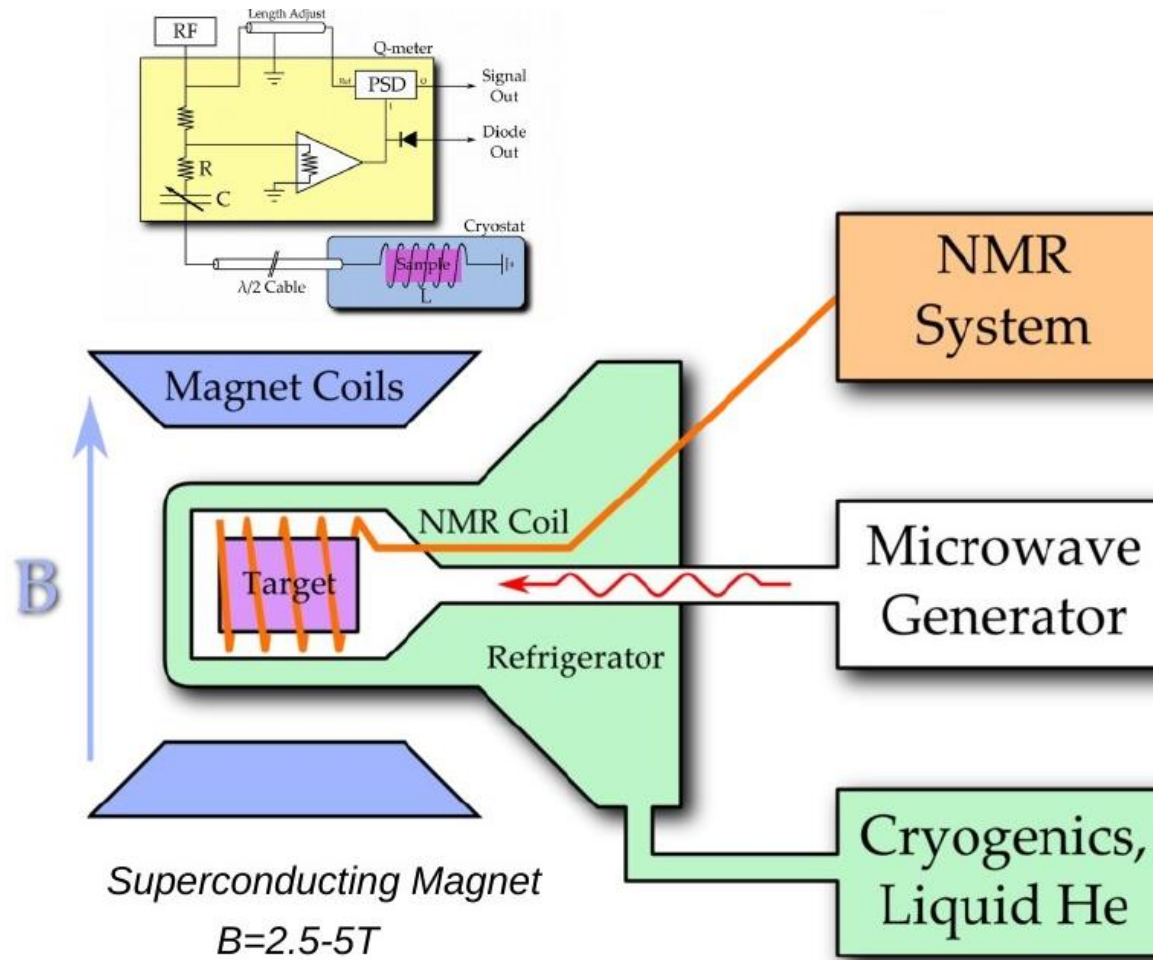 Length Adjust
RF
Q-meter
Ref
PSD
O
Signal
Out
I
Diode
Out
R
C
Cryostat
Sample
L
λ/2 Cable
NMR
System
Magnet Coils
NMR Coil
Microwave
Generator
B
Target
Refrigerator
Cryogenics,
Liquid He
Superconducting Magnet
B=2.5-5T